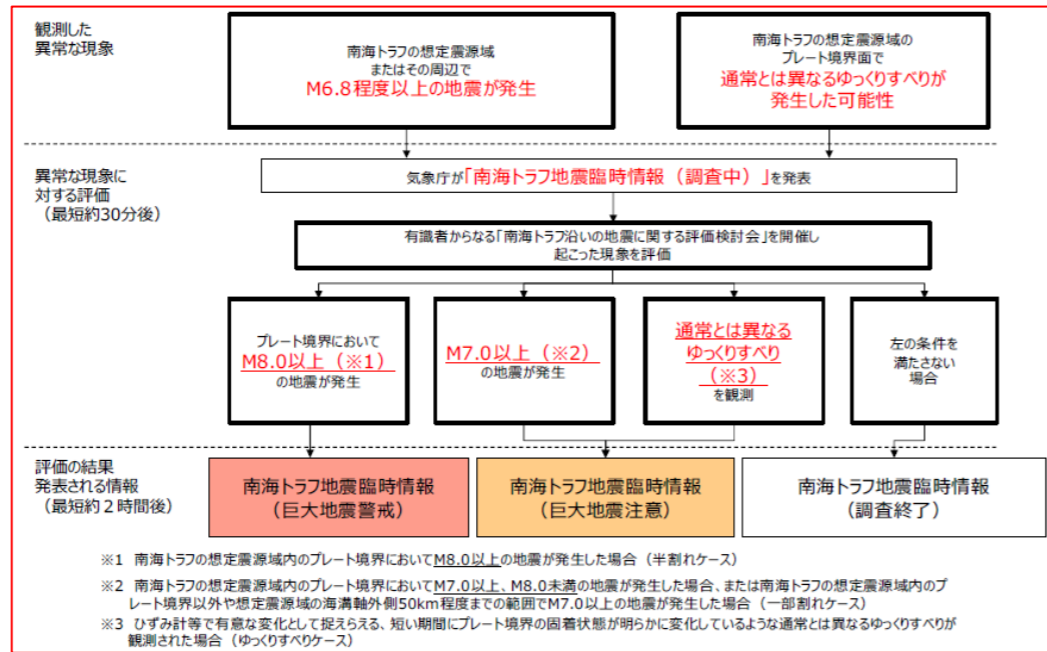 観測した
異常な現象
南海トラフの想定震源域
またはその周辺で
M6.8程度以上の地震が発生
南海トラフの想定震源域の
プレート境界面で
通常とは異なるゆっくりすべりが
発生した可能性
異常な現象に
対する評価
（最短約30分後）
気象庁が「南海トラフ地震臨時情報（調査中）」を発表
有識者からなる「南海トラフ沿いの地震に関する評価検討会」を開催し
起こった現象を評価
プレート境界において
M8.0以上（※1）
の地震が発生
M7.0以上（※2）
の地震が発生
通常とは異なる
ゆっくりすべり
（※3）
を観測
左の条件を
満たさない
場合
評価の結果
発表される情報
（最短約２時間後）
南海トラフ地震臨時情報
（巨大地震警戒）
南海トラフ地震臨時情報
（巨大地震注意）
南海トラフ地震臨時情報
（調査終了）
※1 南海トラフの想定震源域内のプレート境界においてM8.0以上の地震が発生した場合（半割れケース）
※2 南海トラフの想定震源域内のプレート境界においてM7.0以上、M8.0未満の地震が発生した場合、または南海トラフの想定震源域内のプ
レート境界以外や想定震源域の海溝軸外側50km程度までの範囲でM7.0以上の地震が発生した場合（一部割れケース）
※3 ひずみ計等で有意な変化として捉えらえる、短い期間にプレート境界の固着状態が明らかに変化しているような通常とは異なるゆっくりすべりが
観測された場合（ゆっくりすべりケース）